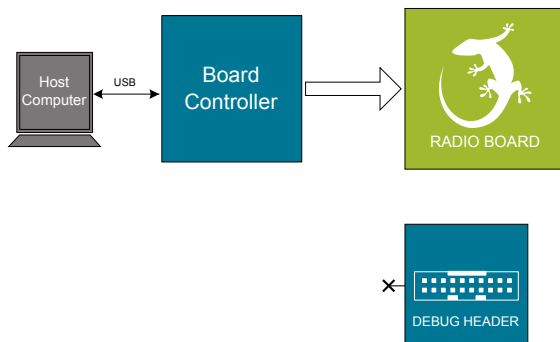 Host
Computer
USB
Board
Controller
RADIO BOARD
DEBUG HEADER